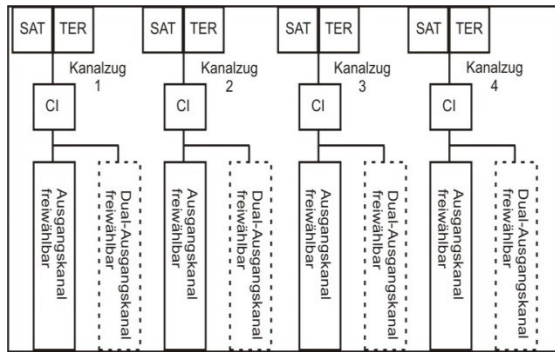 SAT TER SAT TER SAT TER SAT TER
Kanalzug
1
Kanalzug
2
Kanalzug
3
Kanalzug
4
CI CI CI CI
Ausgangskanal
freiwählbar
Dual-Ausgangskanal
freiwählbar
Ausgangskanal
freiwählbar
Dual-Ausgangskanal
freiwählbar
Ausgangskanal
freiwählbar
Dual-Ausgangskanal
freiwählbar
Ausgangskanal
freiwählbar
Dual-Ausgangskanal
freiwählbar